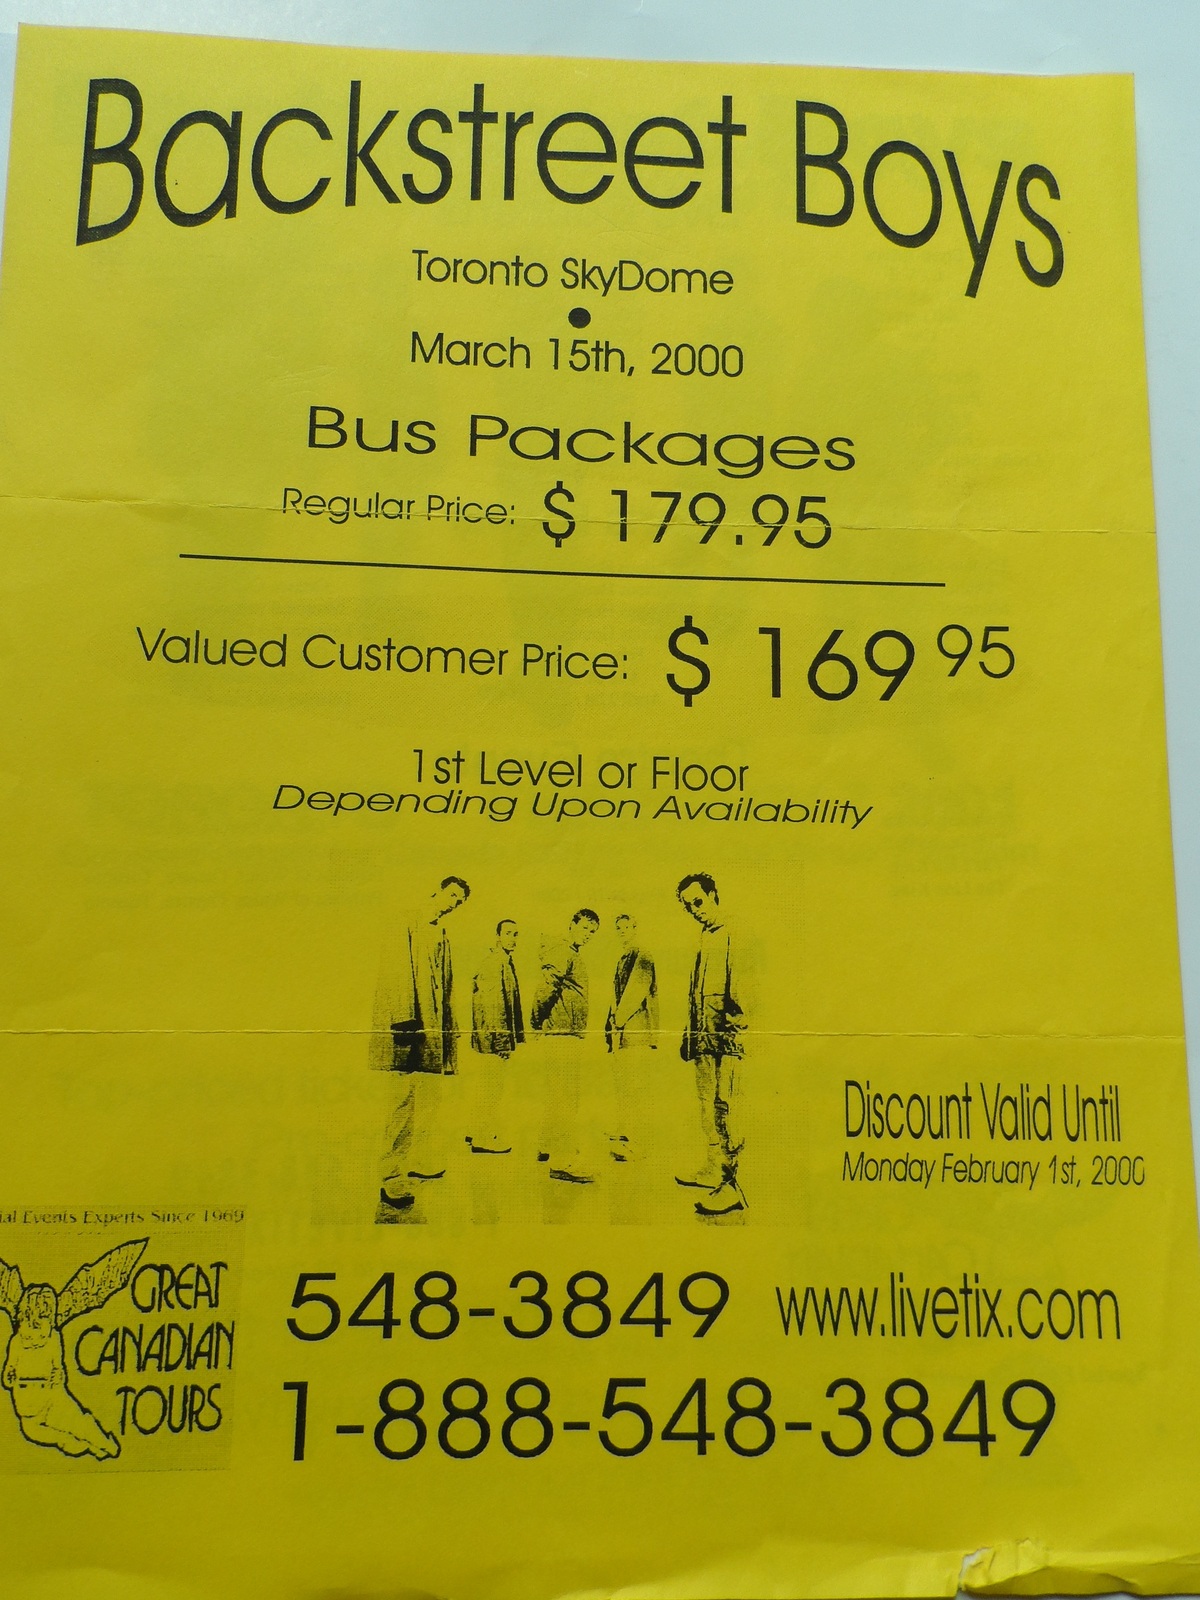 Backstreet Boys
Toronto SkyDome
●
March 15th, 2000
Bus Packages
Regular Price: $ 179.95
Valued Customer Price: $ 169 95
1st Level or Floor
Depending Upon Availability
Discount Valid Until
Monday February 1st, 2000
Events Experts Since 1969
GREAT
CANADIAN
TOURS
548-3849 www.livetix.com
1-888-548-3849